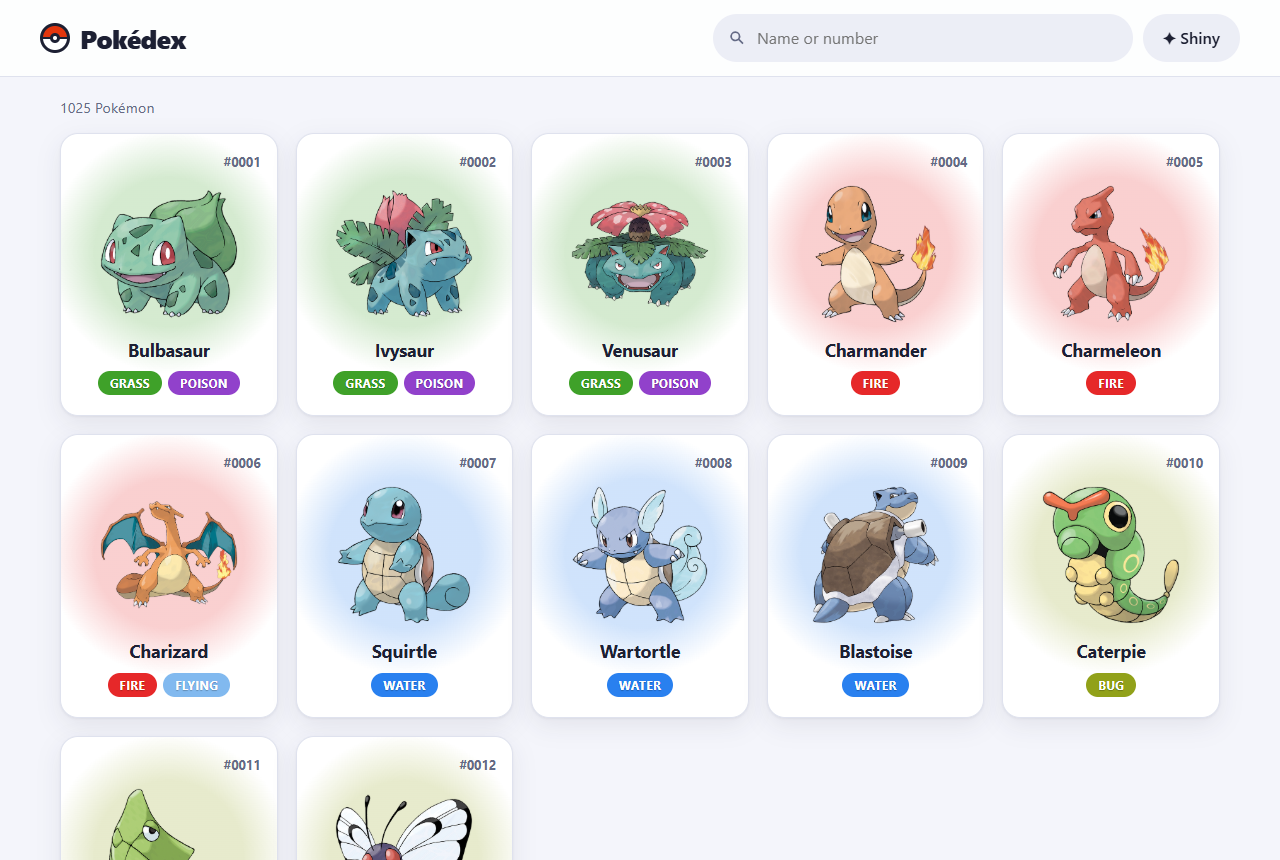 Pokédex
Name or number
✦ Shiny
1025 Pokémon
#0001
Bulbasaur
GRASS POISON
#0002
Ivysaur
GRASS POISON
#0003
Venusaur
GRASS POISON
#0004
Charmander
FIRE
#0005
Charmeleon
FIRE
#0006
Charizard
FIRE FLYING
#0007
Squirtle
WATER
#0008
Wartortle
WATER
#0009
Blastoise
WATER
#0010
Caterpie
BUG
#0011
#0012